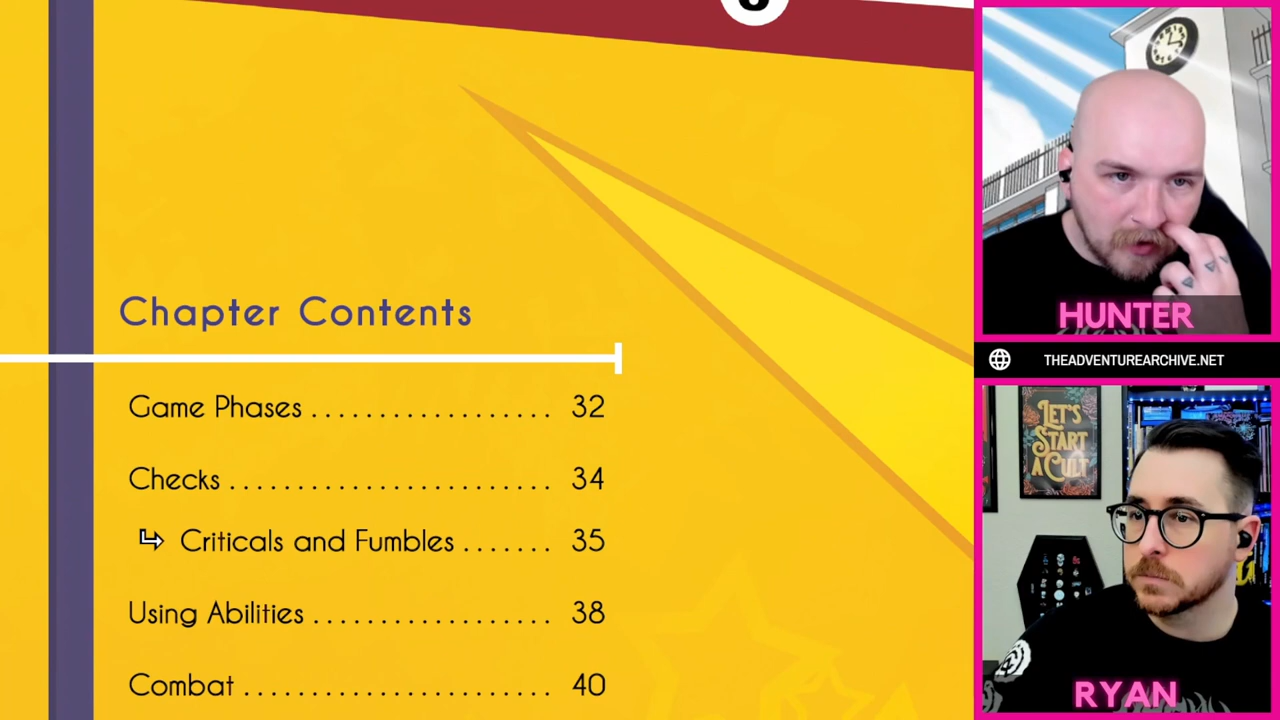 Chapter Contents
Game Phases .................. 32
Checks ........................ 34
Criticals and Fumbles ....... 35
Using Abilities .................. 38
Combat ....................... 40
HUNTER
THEADVENTUREARCHIVE.NET
LET'S
START
A CULT
RYAN